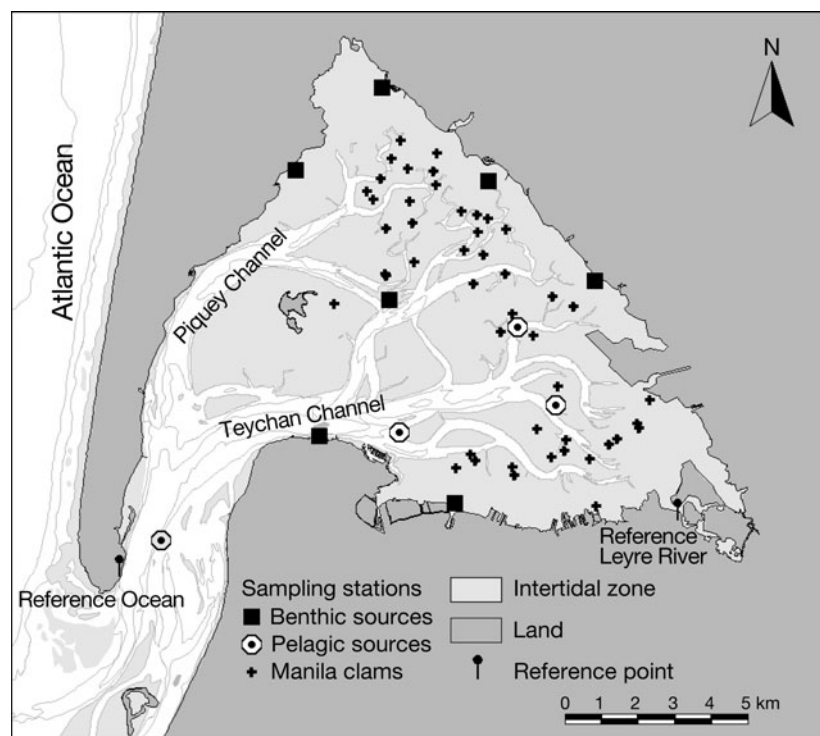 N
Atlantic Ocean
Piquey Channel
Teychan Channel
Reference Ocean
Reference
Leyre River
Sampling stations
Benthic sources
Pelagic sources
Manila clams
Intertidal zone
Land
Reference point
0 1 2 3 4 5 km